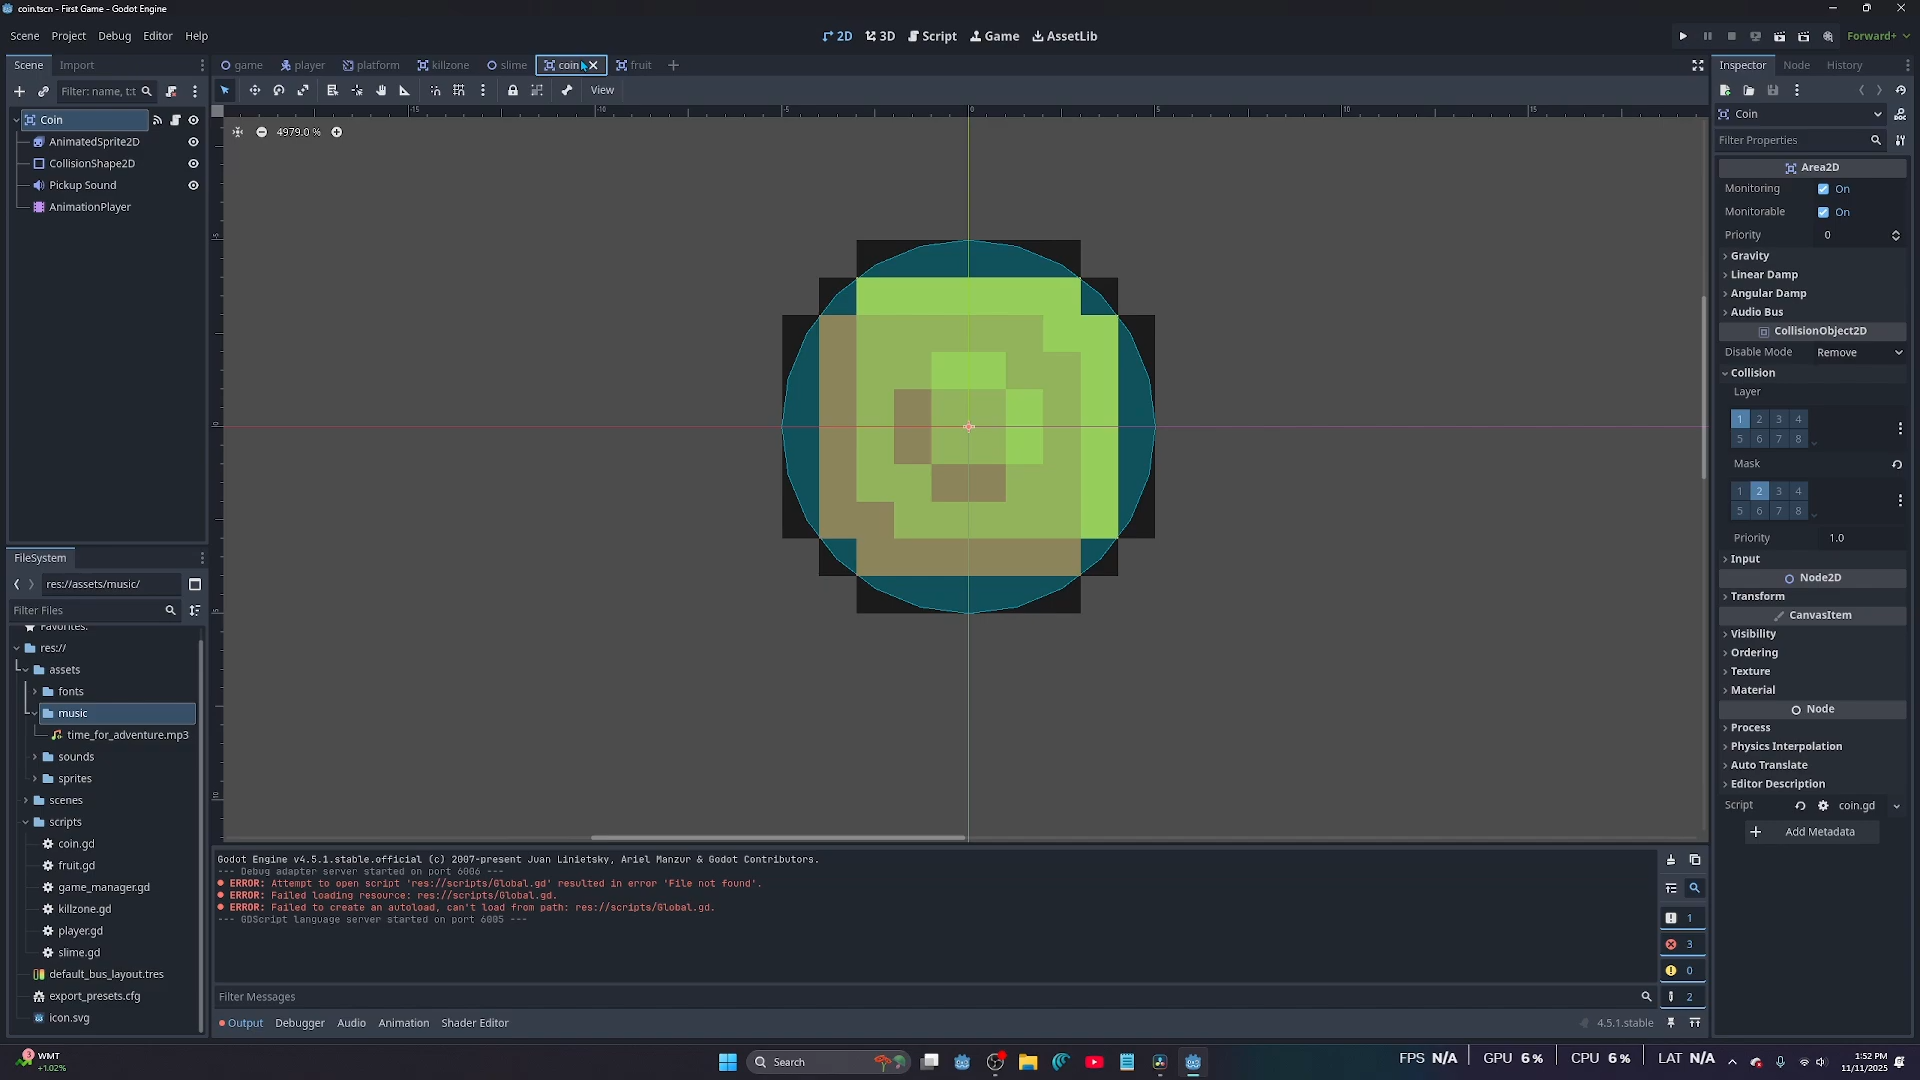 coin.tscn - First Game - Godot Engine
Scene Project Debug Editor Help
2D 3D Script Game AssetLib
Forward+
Scene Import
game player platform killzone slime coin fruit
Inspector Node History
Filter: name, t:t
View
Coin
AnimatedSprite2D
CollisionShape2D
Pickup Sound
AnimationPlayer
-15 -10 -5 0 5 10 15
4979.0 %
Coin
Filter Properties
Area2D
Monitoring On
Monitorable On
Priority 0
Gravity
Linear Damp
Angular Damp
Audio Bus
CollisionObject2D
Disable Mode Remove
Collision
Layer
1 2 3 4
5 6 7 8
Mask
1 2 3 4
5 6 7 8
Priority 1.0
Input
Node2D
Transform
CanvasItem
Visibility
Ordering
Texture
Material
Node
Process
Physics Interpolation
Auto Translate
Editor Description
Script coin.gd
Add Metadata
FileSystem
res://assets/music/
Filter Files
Favorites:
res://
assets
fonts
music
time_for_adventure.mp3
sounds
sprites
scenes
scripts
coin.gd
fruit.gd
game_manager.gd
killzone.gd
player.gd
slime.gd
default_bus_layout.tres
export_presets.cfg
icon.svg
Godot Engine v4.5.1.stable.official (c) 2007-present Juan Linietsky, Ariel Manzur & Godot Contributors.
--- Debug adapter server started on port 6006 ---
ERROR: Attempt to open script 'res://scripts/Global.gd' resulted in error 'File not found'.
ERROR: Failed loading resource: res://scripts/Global.gd.
ERROR: Failed to create an autoload, can't load from path: res://scripts/Global.gd.
--- GDScript language server started on port 6005 ---
1
3
0
2
Filter Messages
Output Debugger Audio Animation Shader Editor
4.5.1.stable
WMT
+1.02%
Search
FPS N/A GPU 6 % CPU 6 % LAT N/A
1:52 PM
11/11/2025